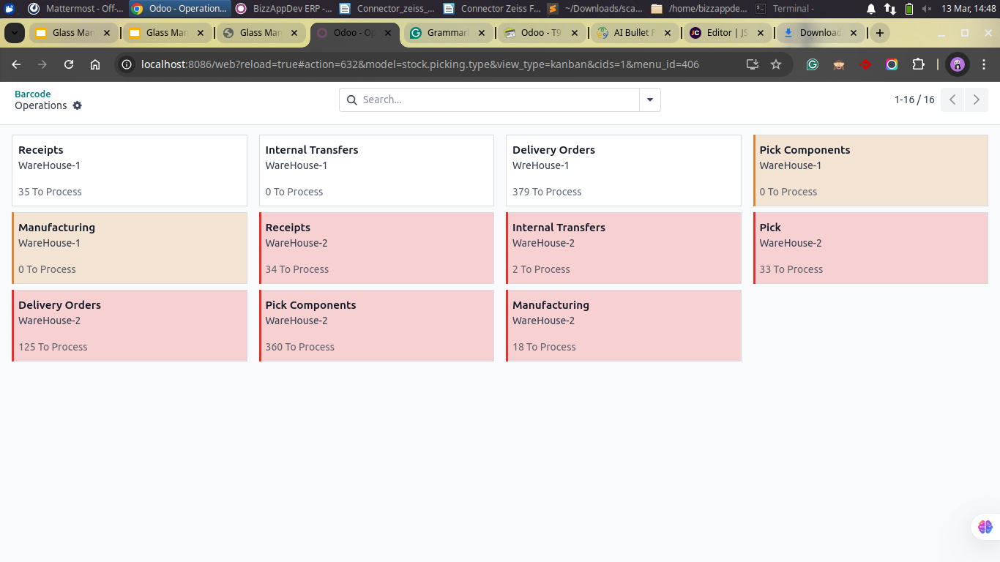 Mattermost - Off-...
Odoo - Operation...
BizzAppDev ERP -...
Connector_zeiss_...
Connector Zeiss F...
~/Downloads/sca...
/home/bizzappde...
Terminal -
13 Mar, 14:48
Glass Man
Glass Man
Glass Man
Odoo - Op
Grammarl
Odoo - T9
AI Bullet P
Editor | JS
Download
localhost:8086/web?reload=true#action=632&model=stock.picking.type&view_type=kanban&cids=1&menu_id=406
Barcode
Operations
Search...
1-16 / 16
Receipts
WareHouse-1
35 To Process
Internal Transfers
WareHouse-1
0 To Process
Delivery Orders
WreHouse-1
379 To Process
Pick Components
WareHouse-1
0 To Process
Manufacturing
WareHouse-1
0 To Process
Receipts
WareHouse-2
34 To Process
Internal Transfers
WareHouse-2
2 To Process
Pick
WareHouse-2
33 To Process
Delivery Orders
WareHouse-2
125 To Process
Pick Components
WareHouse-2
360 To Process
Manufacturing
WareHouse-2
18 To Process